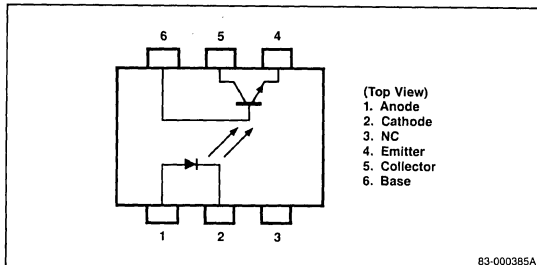 6 5 4
(Top View)
1. Anode
2. Cathode
3. NC
4. Emitter
5. Collector
6. Base
1 2 3
83-000385A